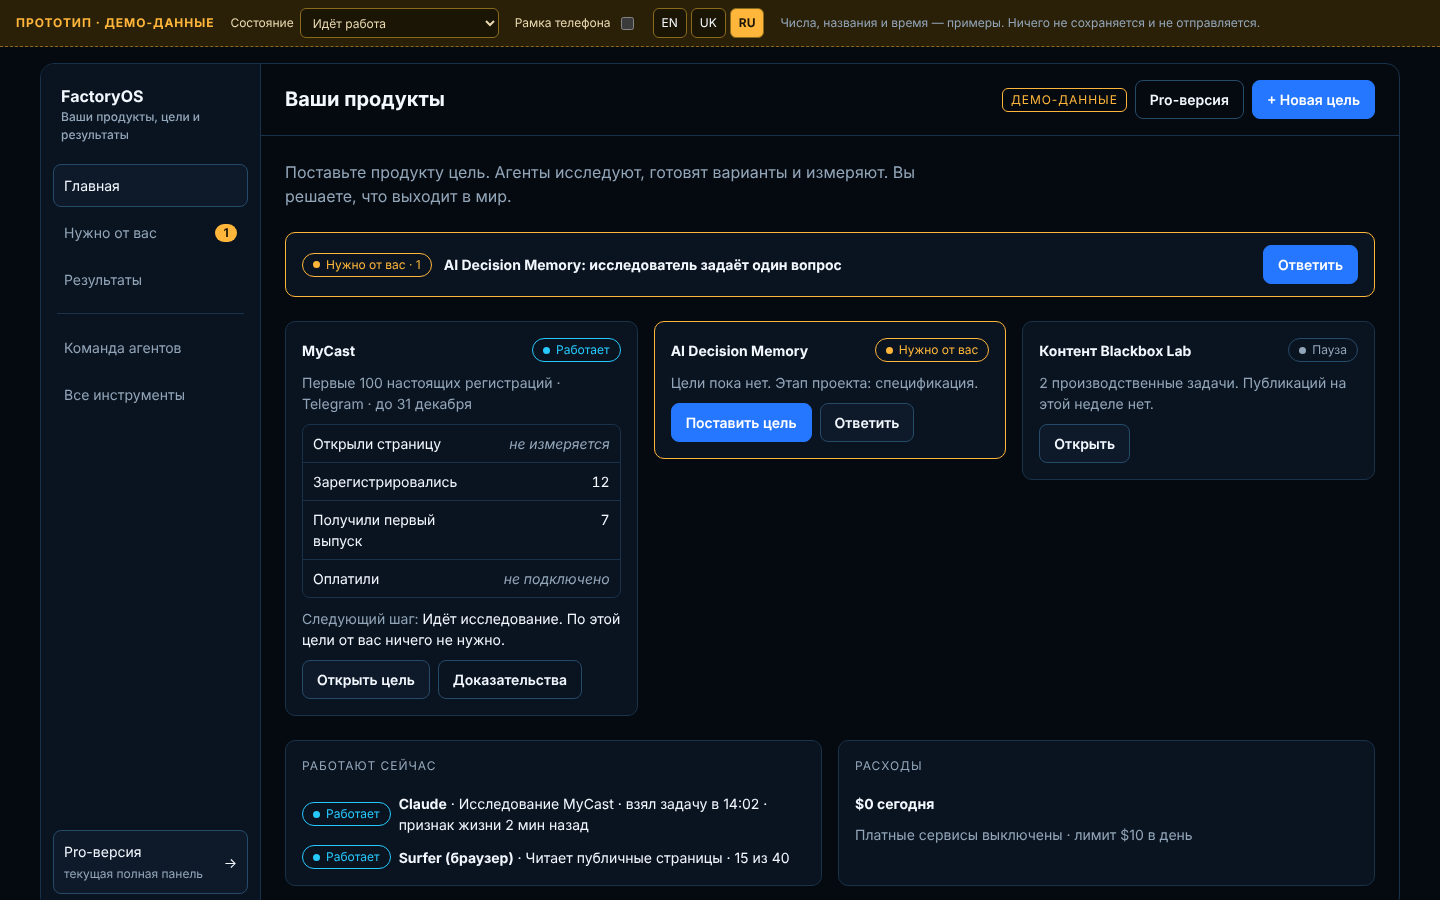 ПРОТОТИП · ДЕМО-ДАННЫЕ
Состояние
Идёт работа
Рамка телефона
EN
UK
RU
Числа, названия и время — примеры. Ничего не сохраняется и не отправляется.
FactoryOS
Ваши продукты, цели и
результаты
Главная
Нужно от вас
1
Результаты
Команда агентов
Все инструменты
Pro-версия
текущая полная панель
→
Ваши продукты
ДЕМО-ДАННЫЕ
Pro-версия
+ Новая цель
Поставьте продукту цель. Агенты исследуют, готовят варианты и измеряют. Вы
решаете, что выходит в мир.
Нужно от вас · 1
AI Decision Memory: исследователь задаёт один вопрос
Ответить
MyCast
Работает
Первые 100 настоящих регистраций ·
Telegram · до 31 декабря
Открыли страницу
не измеряется
Зарегистрировались
12
Получили первый
выпуск
7
Оплатили
не подключено
Следующий шаг: Идёт исследование. По этой
цели от вас ничего не нужно.
Открыть цель
Доказательства
AI Decision Memory
Нужно от вас
Цели пока нет. Этап проекта: спецификация.
Поставить цель
Ответить
Контент Blackbox Lab
Пауза
2 производственные задачи. Публикаций на
этой неделе нет.
Открыть
РАБОТАЮТ СЕЙЧАС
Работает
Claude · Исследование MyCast · взял задачу в 14:02 ·
признак жизни 2 мин назад
Работает
Surfer (браузер) · Читает публичные страницы · 15 из 40
РАСХОДЫ
$0 сегодня
Платные сервисы выключены · лимит $10 в день